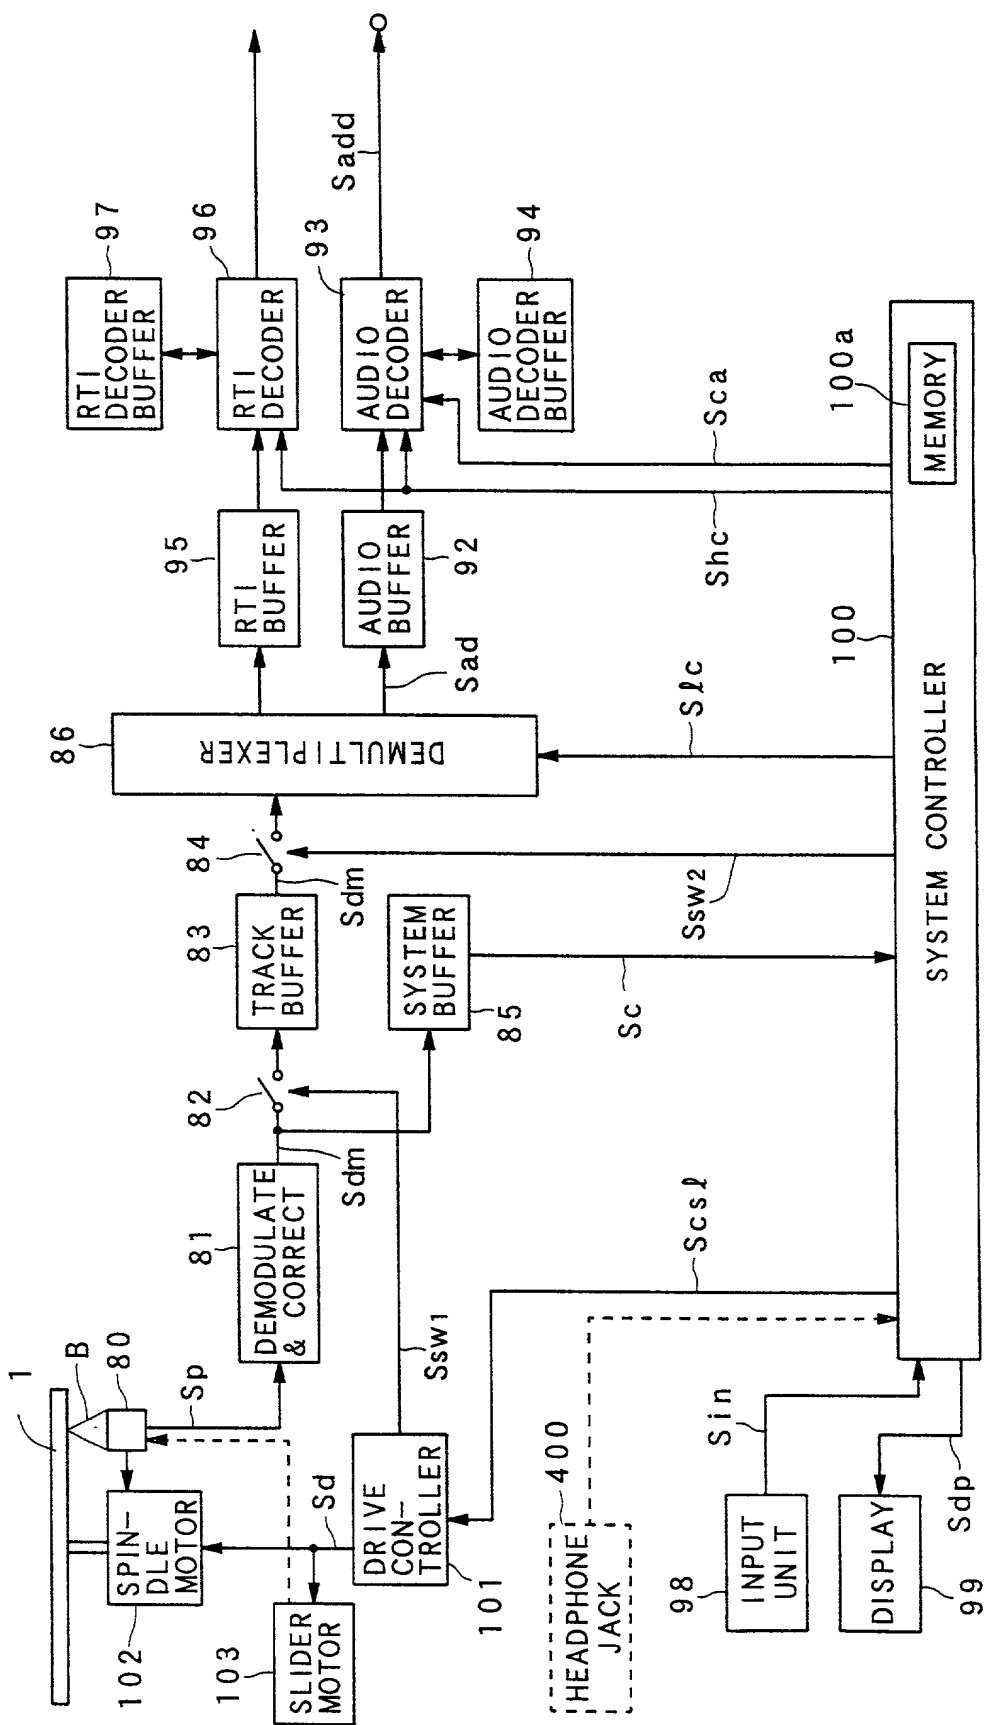 1
B
80
Sp
SPIN-
DLE
MOTOR
102
SLIDER
MOTOR
103
Sd
DRIVE
CON-
TROLLER
101
DEMODULATE
& CORRECT
81
Sdm
82
Ssw1
TRACK
BUFFER
83
Sdm
84
SYSTEM
BUFFER
85
Sc
Ssw2
DEMULTIPLEXER
86
Sad
Slc
RTI
BUFFER
95
AUDIO
BUFFER
92
RTI
DECODER
BUFFER
97
RTI
DECODER
96
AUDIO
DECODER
93
AUDIO
DECODER
BUFFER
94
Sadd
Shc
Sca
Scsl
HEADPHONE
JACK
400
INPUT
UNIT
98
Sin
DISPLAY
99
Sdp
SYSTEM CONTROLLER
100
MEMORY
100a